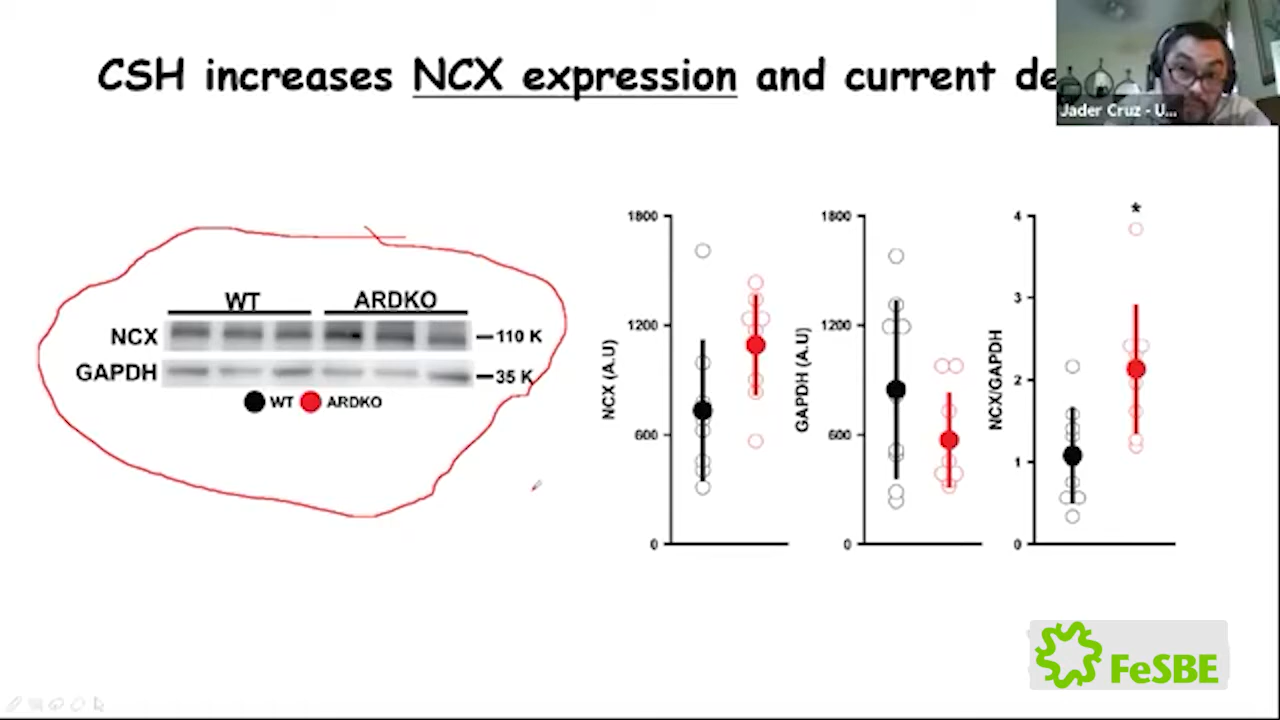 CSH increases NCX expression and current de
Jader Cruz - U...
WT ARDKO
NCX 110 K
GAPDH 35 K
WT ARDKO
NCX (A.U)
1800
1200
600
0
GAPDH (A.U)
1800
1200
600
0
NCX/GAPDH
*
4
3
2
1
0
FeSBE